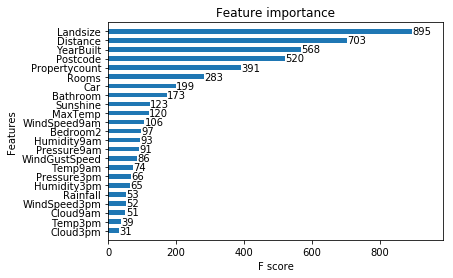 Feature importance
Features
Landsize 895
Distance 703
YearBuilt 568
Postcode 520
Propertycount 391
Rooms 283
Car 199
Bathroom 173
Sunshine 123
MaxTemp 120
WindSpeed9am 106
Bedroom2 97
Humidity9am 93
Pressure9am 91
WindGustSpeed 86
Temp9am 74
Pressure3pm 66
Humidity3pm 65
Rainfall 53
WindSpeed3pm 52
Cloud9am 51
Temp3pm 39
Cloud3pm 31
0 200 400 600 800
F score